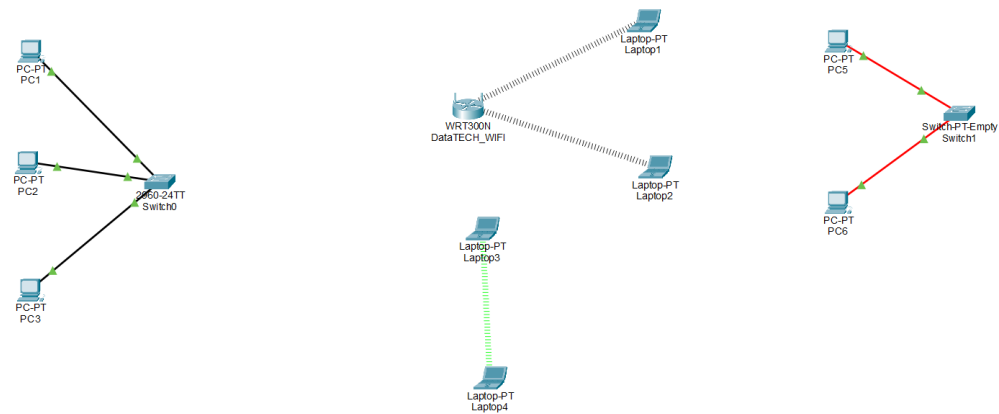 PC-PT
PC1
PC-PT
PC2
2960-24TT
Switch0
PC-PT
PC3
Laptop-PT
Laptop1
WRT300N
DataTECH_WIFI
Laptop-PT
Laptop2
Laptop-PT
Laptop3
Laptop-PT
Laptop4
PC-PT
PC5
Switch-PT-Empty
Switch1
PC-PT
PC6